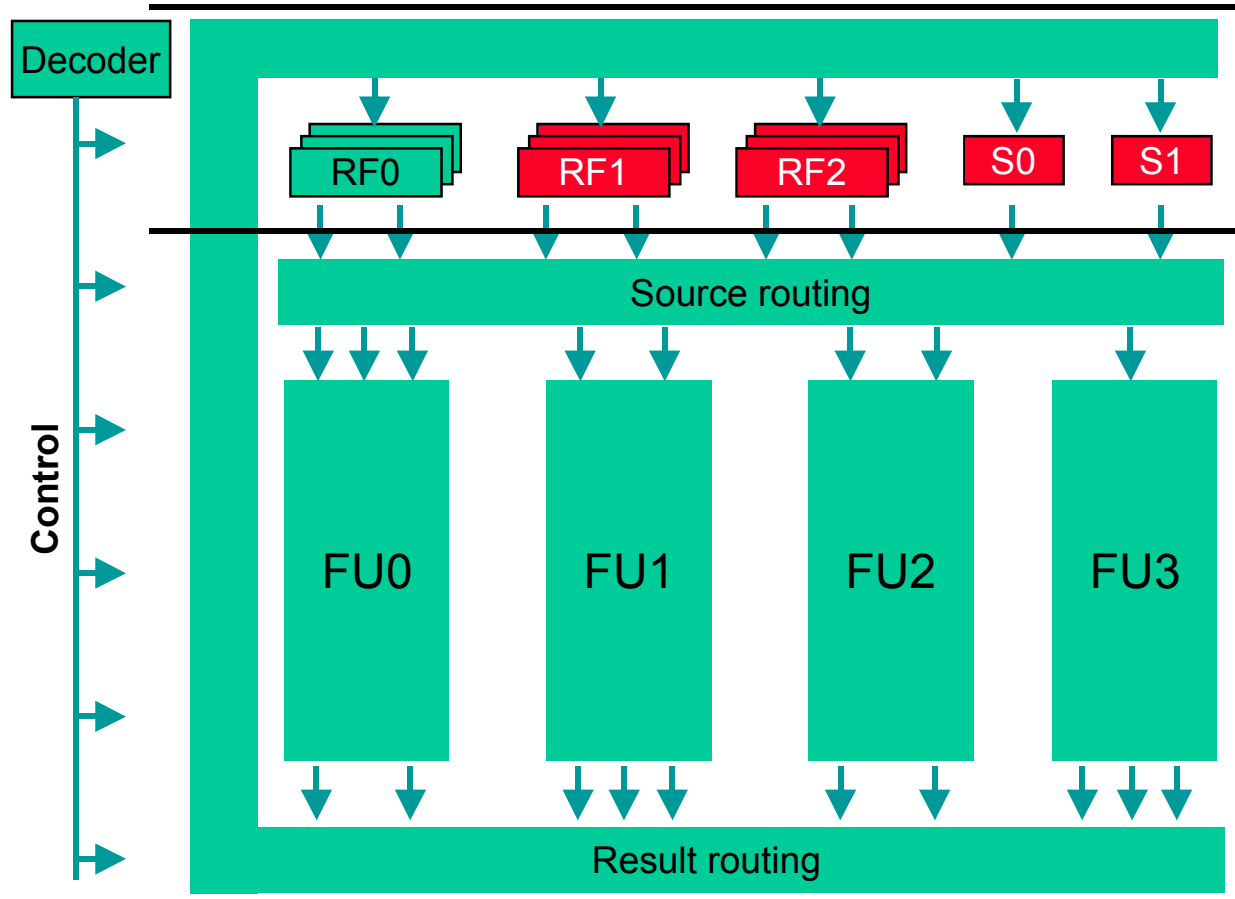 Decoder
RF0
RF1
RF2
S0
S1
Source routing
Control
FU0
FU1
FU2
FU3
Result routing